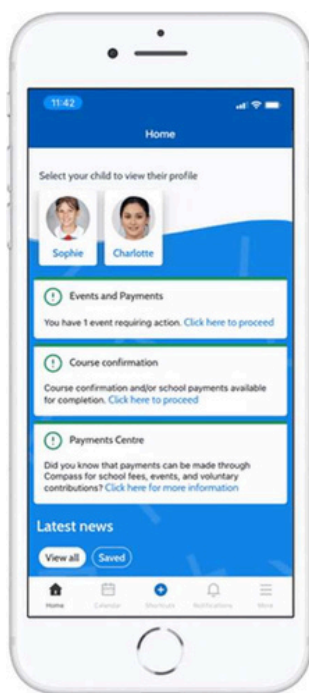 11:42
Home
Select your child to view their profile
Sophie
Charlotte
Events and Payments
You have 1 event requiring action. Click here to proceed
Course confirmation
Course confirmation and/or school payments available
for completion. Click here to proceed
Payments Centre
Did you know that payments can be made through
Compass for school fees, events, and voluntary
contributions? Click here for more information
Latest news
View all
Saved
Home
Calendar
Shortcuts
Notifications
More